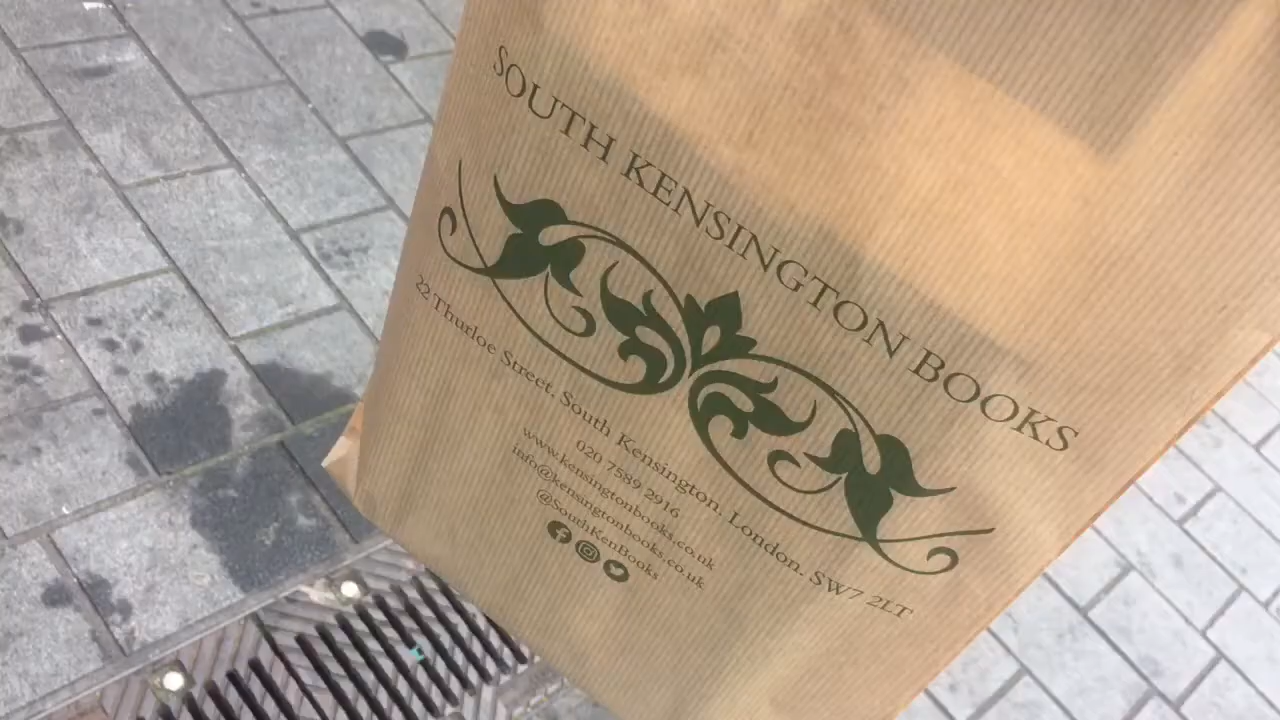 SOUTH KENSINGTON BOOKS
22 Thurloe Street, South Kensington, London. SW7 2LT
020 7589 2916
www.kensingtonbooks.co.uk
info@kensingtonbooks.co.uk
@SouthKenBooks